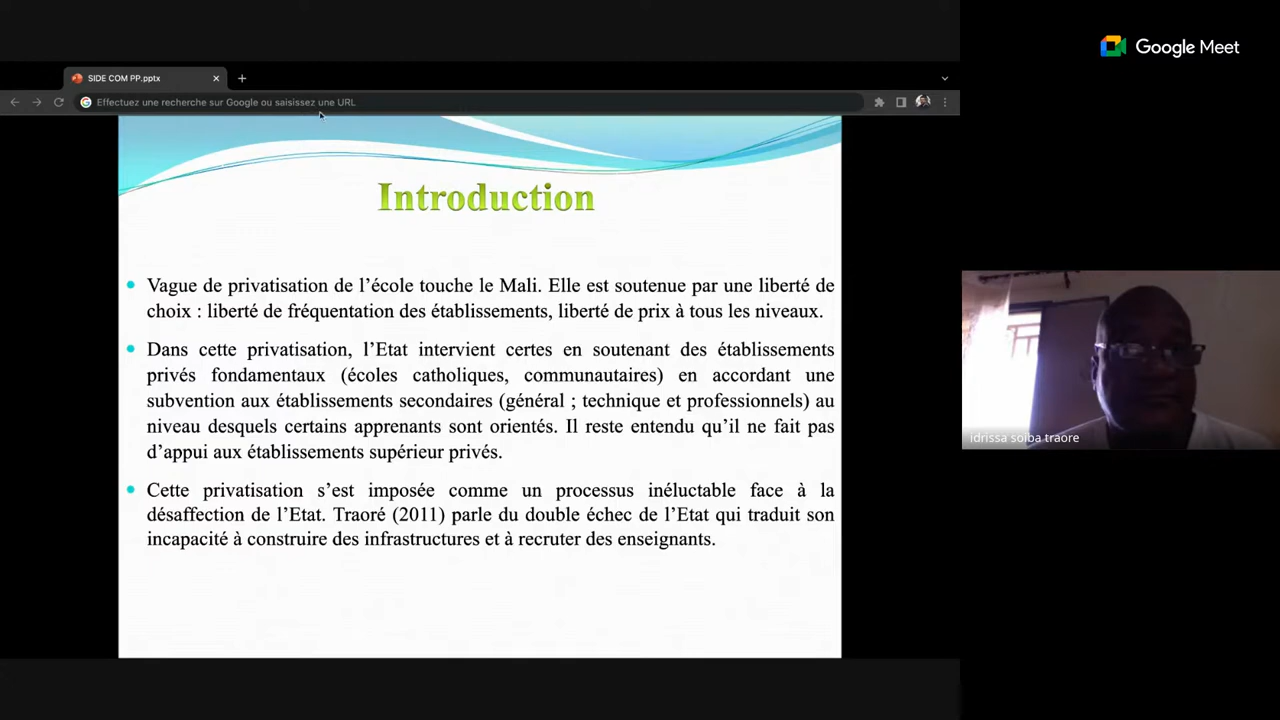 Google Meet
SIDE COM PP.pptx
Effectuez une recherche sur Google ou saisissez une URL
Introduction
Vague de privatisation de l’école touche le Mali. Elle est soutenue par une liberté de
choix : liberté de fréquentation des établissements, liberté de prix à tous les niveaux.
Dans cette privatisation, l’Etat intervient certes en soutenant des établissements
privés fondamentaux (écoles catholiques, communautaires) en accordant une
subvention aux établissements secondaires (général ; technique et professionnels) au
niveau desquels certains apprenants sont orientés. Il reste entendu qu’il ne fait pas
d’appui aux établissements supérieur privés.
Cette privatisation s’est imposée comme un processus inéluctable face à la
désaffection de l’Etat. Traoré (2011) parle du double échec de l’Etat qui traduit son
incapacité à construire des infrastructures et à recruter des enseignants.
idrissa soiba traore